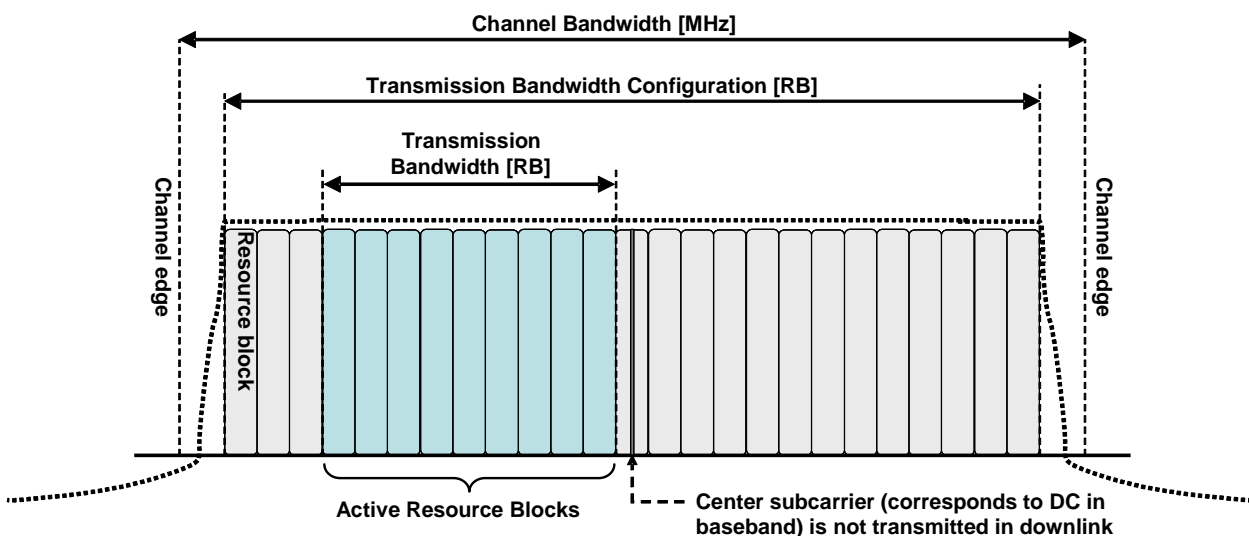 Channel Bandwidth [MHz]
Transmission Bandwidth Configuration [RB]
Transmission
Bandwidth [RB]
Channel edge
Channel edge
Resource block
Active Resource Blocks
Center subcarrier (corresponds to DC in
baseband) is not transmitted in downlink